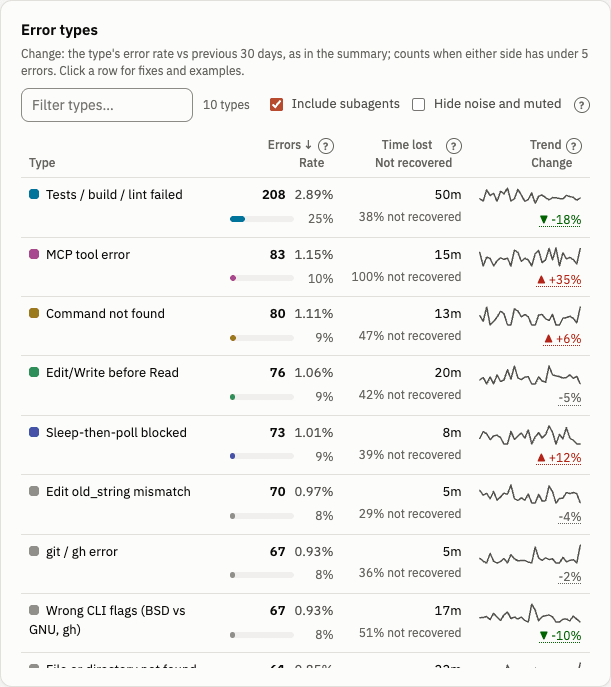 Error types
Change: the type's error rate vs previous 30 days, as in the summary; counts when either side has under 5
errors. Click a row for fixes and examples.
Filter types... 10 types Include subagents Hide noise and muted ?
Errors ↓ ? Time lost ? Trend ?
Type Rate Not recovered Change
Tests / build / lint failed 208 2.89% 50m
25% 38% not recovered ▼ -18%
MCP tool error 83 1.15% 15m
10% 100% not recovered ▲ +35%
Command not found 80 1.11% 13m
9% 47% not recovered ▲ +6%
Edit/Write before Read 76 1.06% 20m
9% 42% not recovered -5%
Sleep-then-poll blocked 73 1.01% 8m
9% 39% not recovered ▲ +12%
Edit old_string mismatch 70 0.97% 5m
8% 29% not recovered -4%
git / gh error 67 0.93% 5m
8% 36% not recovered -2%
Wrong CLI flags (BSD vs 67 0.93% 17m
GNU, gh) 8% 51% not recovered ▼ -10%
File or directory not found